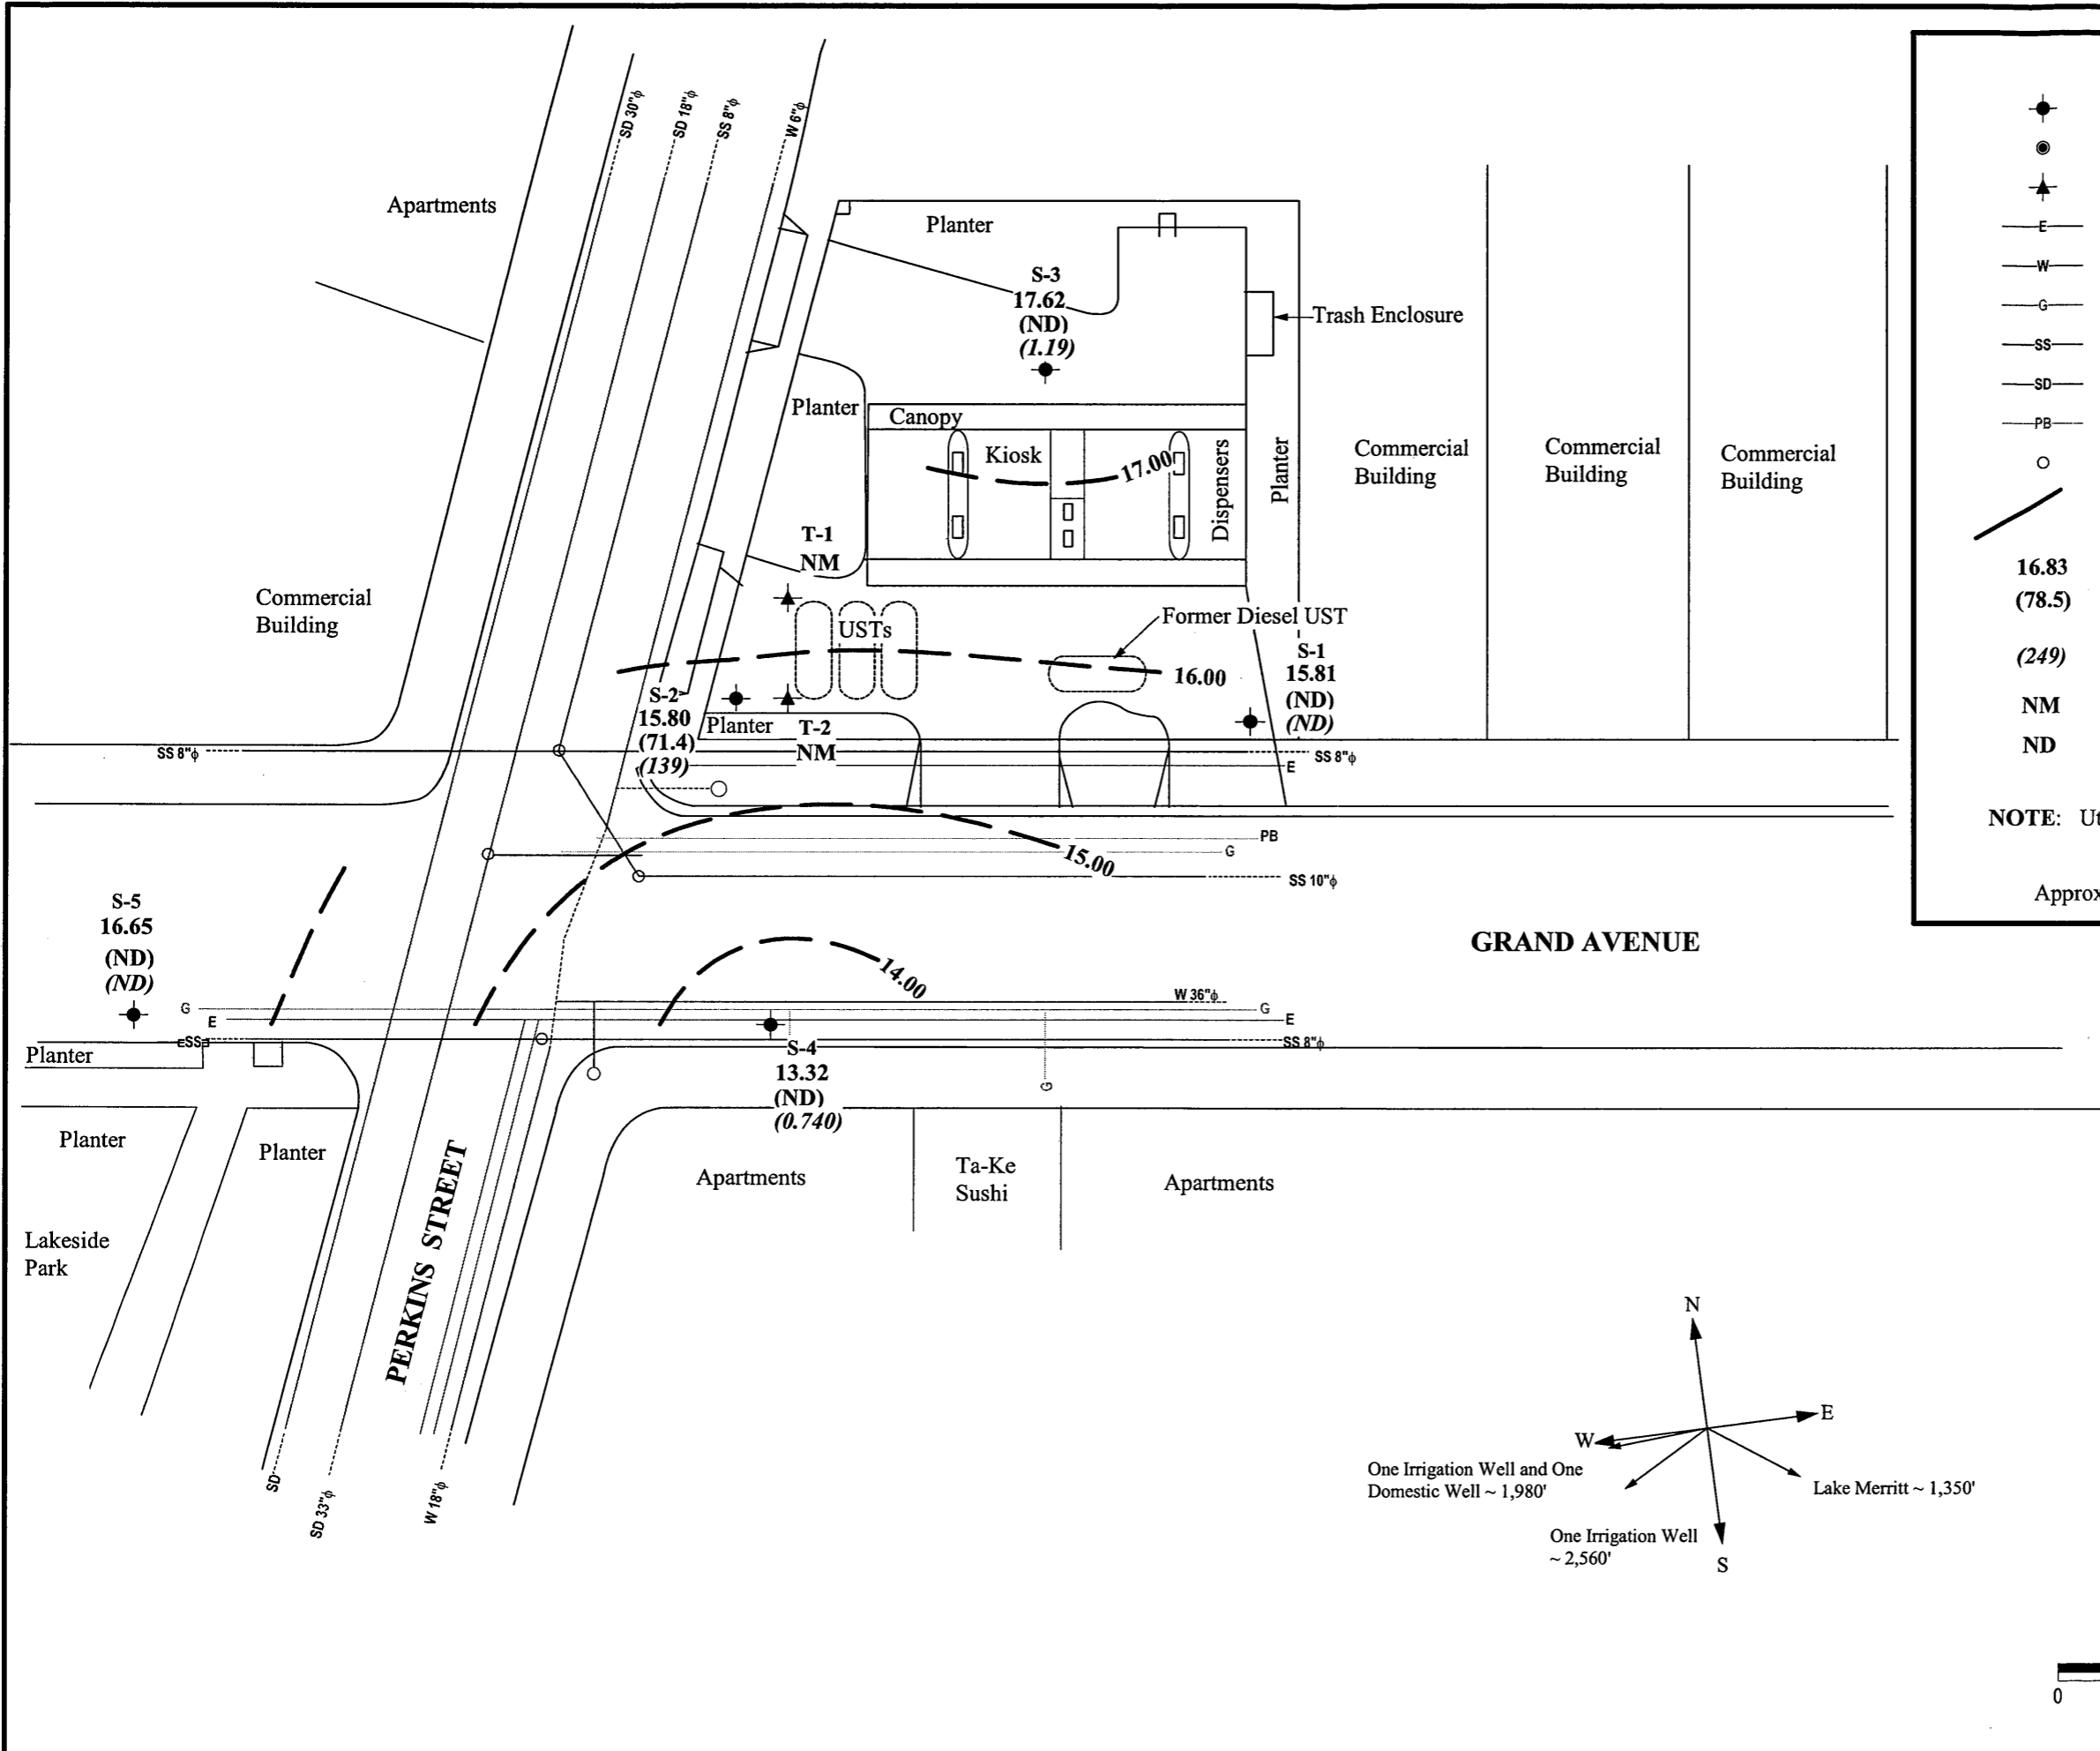 SD 30"ϕ
SD 18"ϕ
SS 8"ϕ
W 6"ϕ
Apartments
Planter
S-3
17.62
(ND)
(1.19)
Trash Enclosure
Planter
Canopy
Kiosk
17.00
Dispensers
Planter
Commercial
Building
Commercial
Building
Commercial
Building
T-1
NM
Commercial
Building
USTs
Former Diesel UST
16.00
S-1
15.81
(ND)
(ND)
S-2
15.80
(71.4)
(139)
Planter
T-2
NM
SS 8"ϕ
SS 8"ϕ
E
PB
G
15.00
SS 10"ϕ
S-5
16.65
(ND)
(ND)
GRAND AVENUE
14.00
W 36"ϕ
G
G
E
E
SS
SS 8"ϕ
Planter
S-4
13.32
(ND)
(0.740)
G
Planter
Planter
Apartments
Ta-Ke
Sushi
Apartments
Lakeside
Park
PERKINS STREET
SD
SD 33"ϕ
W 18"ϕ
N
E
W
S
One Irrigation Well and One
Domestic Well ~ 1,980'
Lake Merritt ~ 1,350'
One Irrigation Well
~ 2,560'
E
W
G
SS
SD
PB
16.83
(78.5)
(249)
NM
ND
NOTE: Ut
Approx
0